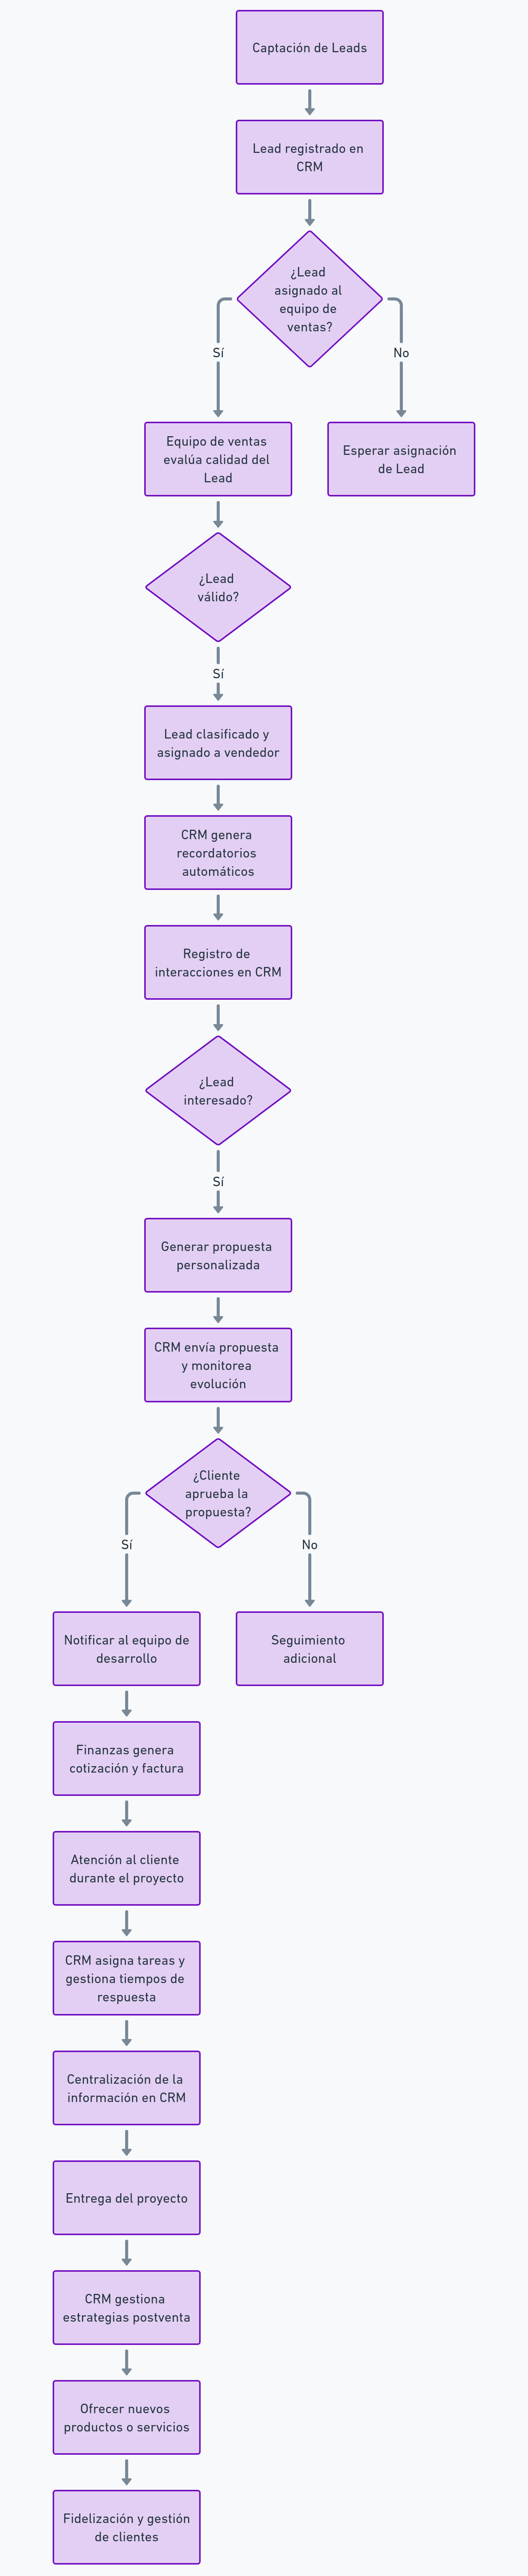 Captación de Leads
Lead registrado en
CRM
¿Lead
asignado al
equipo de
ventas?
Sí
No
Equipo de ventas
evalúa calidad del
Lead
Esperar asignación
de Lead
¿Lead
válido?
Sí
Lead clasificado y
asignado a vendedor
CRM genera
recordatorios
automáticos
Registro de
interacciones en CRM
¿Lead
interesado?
Sí
Generar propuesta
personalizada
CRM envía propuesta
y monitorea
evolución
¿Cliente
aprueba la
propuesta?
Sí
No
Notificar al equipo de
desarrollo
Seguimiento
adicional
Finanzas genera
cotización y factura
Atención al cliente
durante el proyecto
CRM asigna tareas y
gestiona tiempos de
respuesta
Centralización de la
información en CRM
Entrega del proyecto
CRM gestiona
estrategias postventa
Ofrecer nuevos
productos o servicios
Fidelización y gestión
de clientes